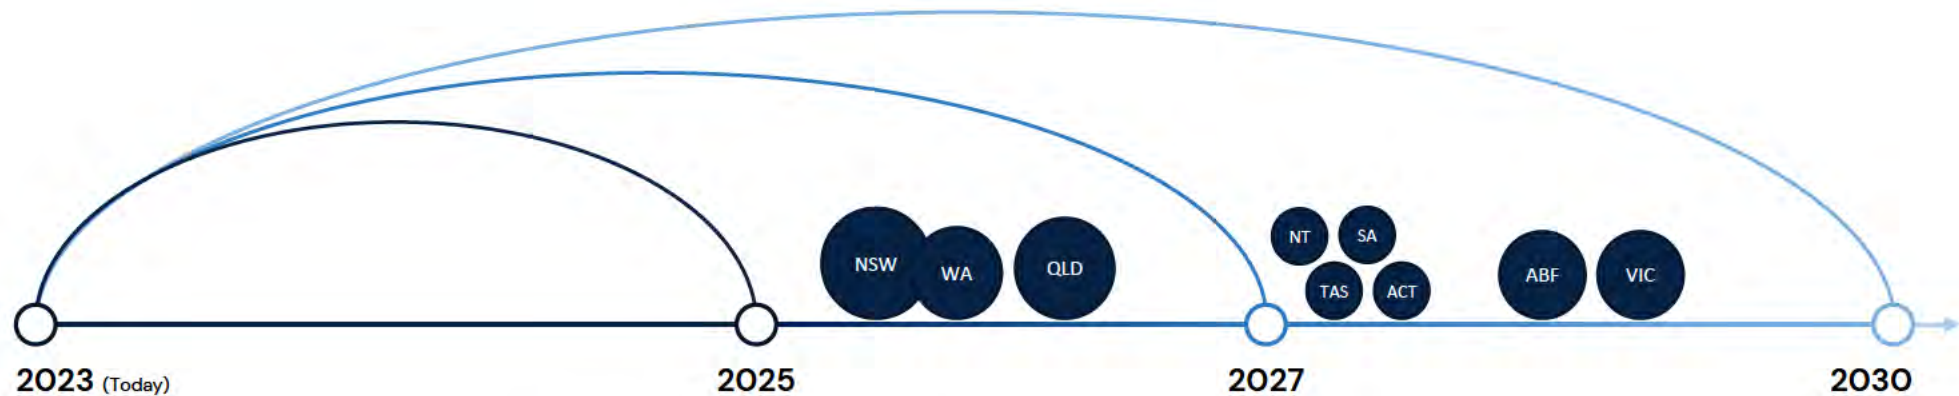 NSW
WA
QLD
NT
SA
TAS
ACT
ABF
VIC
2023 (Today)
2025
2027
2030